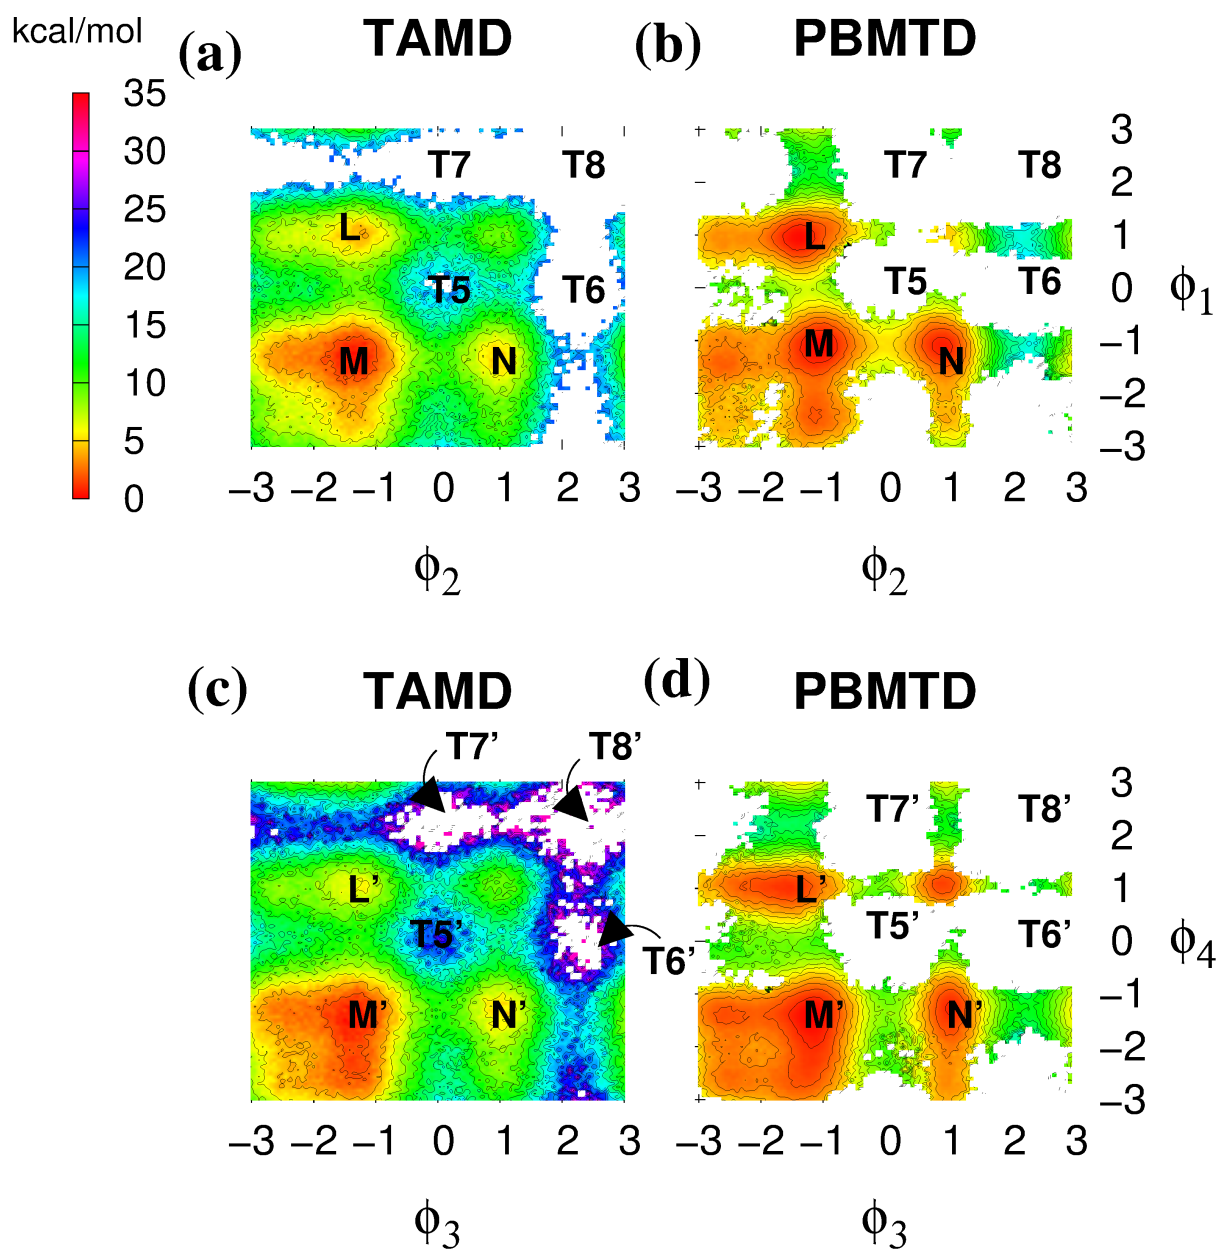 kcal/mol
(a) TAMD
(b) PBMTD
35
30
25
20
15
10
5
0
T7 T8
L
T5 T6
M N
−3 −2 −1 0 1 2 3
ϕ2
T7 T8
L
T5 T6
M N
3
2
1
0
−1
−2
−3
ϕ1
−3 −2 −1 0 1 2 3
ϕ2
(c) TAMD
(d) PBMTD
T7’ T8’
L’
T5’
T6’
M’ N’
−3 −2 −1 0 1 2 3
ϕ3
T7’ T8’
L’
T5’ T6’
M’ N’
3
2
1
0
−1
−2
−3
ϕ4
−3 −2 −1 0 1 2 3
ϕ3